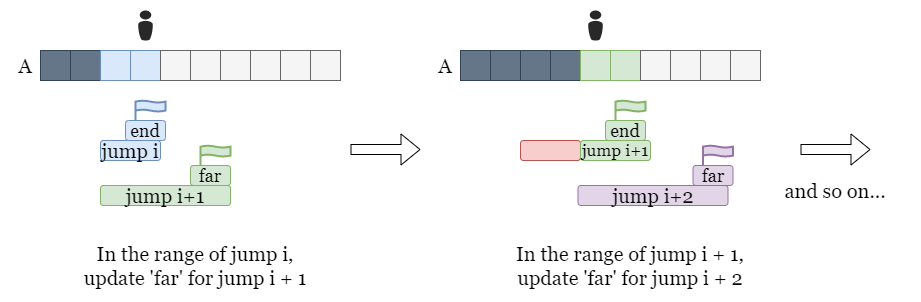 A
end
jump i
far
jump i+1
In the range of jump i,
update 'far' for jump i + 1
A
end
jump i+1
far
jump i+2
In the range of jump i + 1,
update 'far' for jump i + 2
and so on...